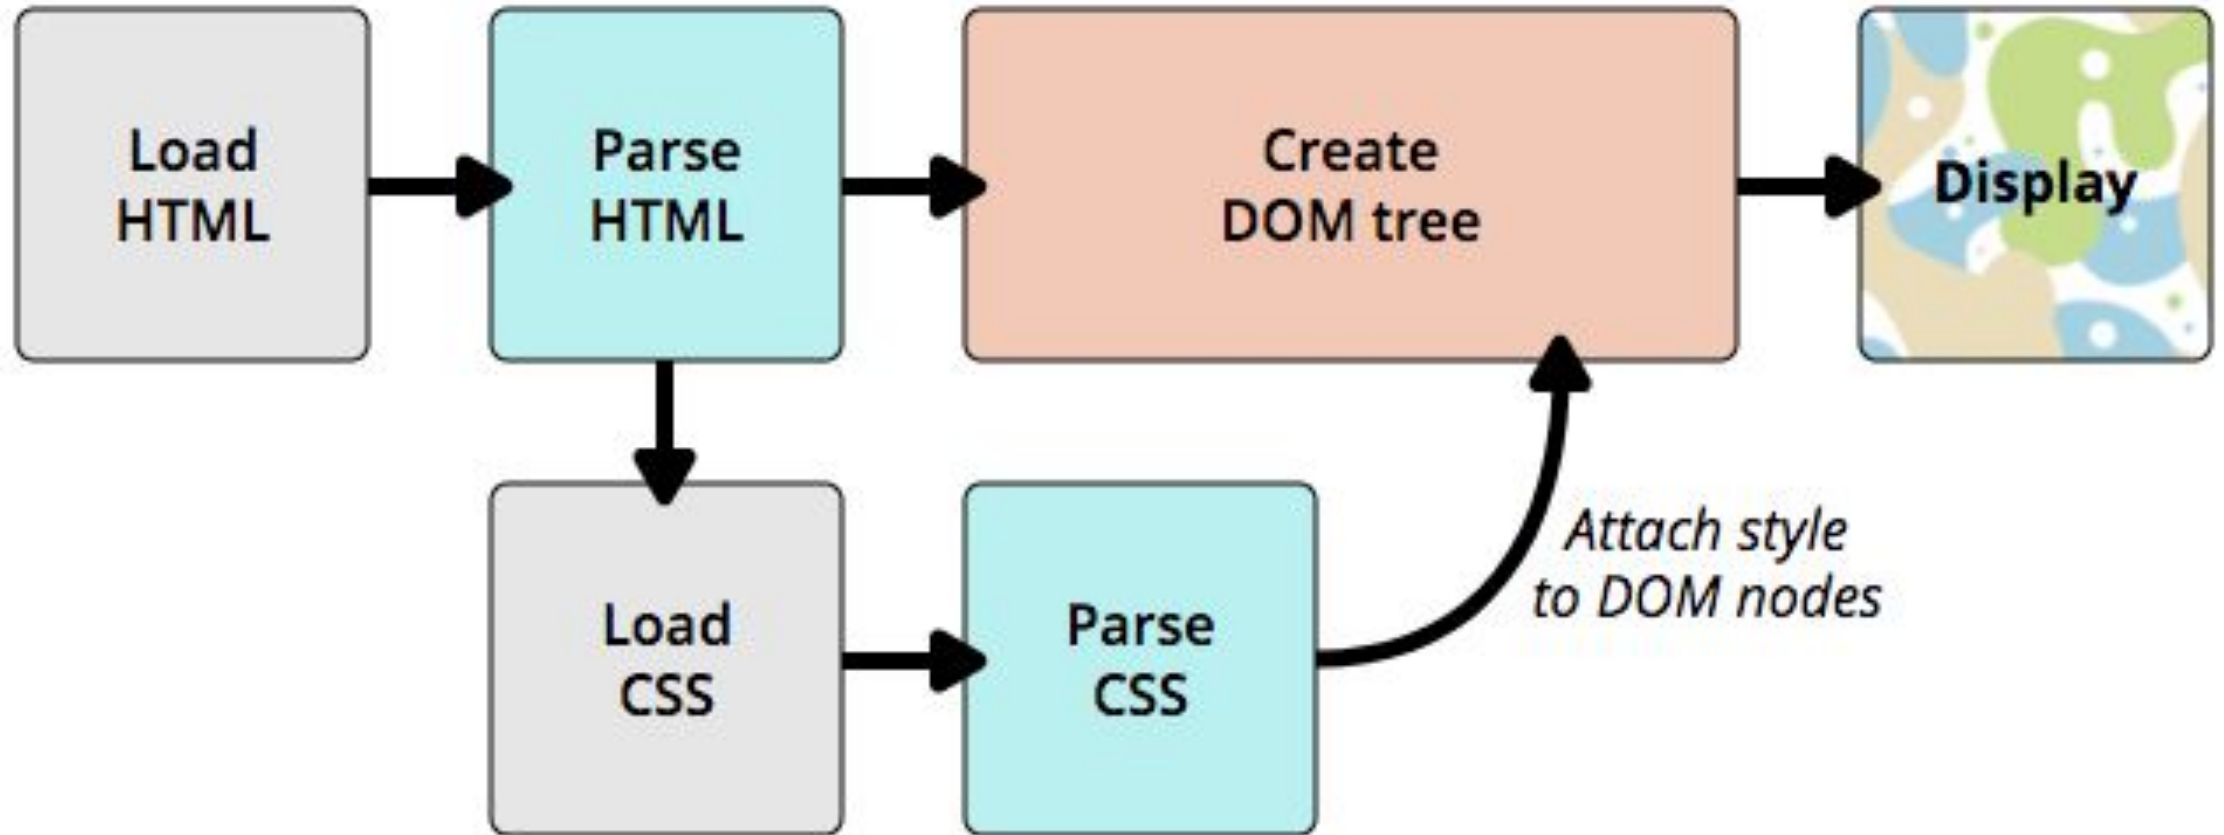 Load
HTML
Parse
HTML
Create
DOM tree
Display
Load
CSS
Parse
CSS
Attach style
to DOM nodes